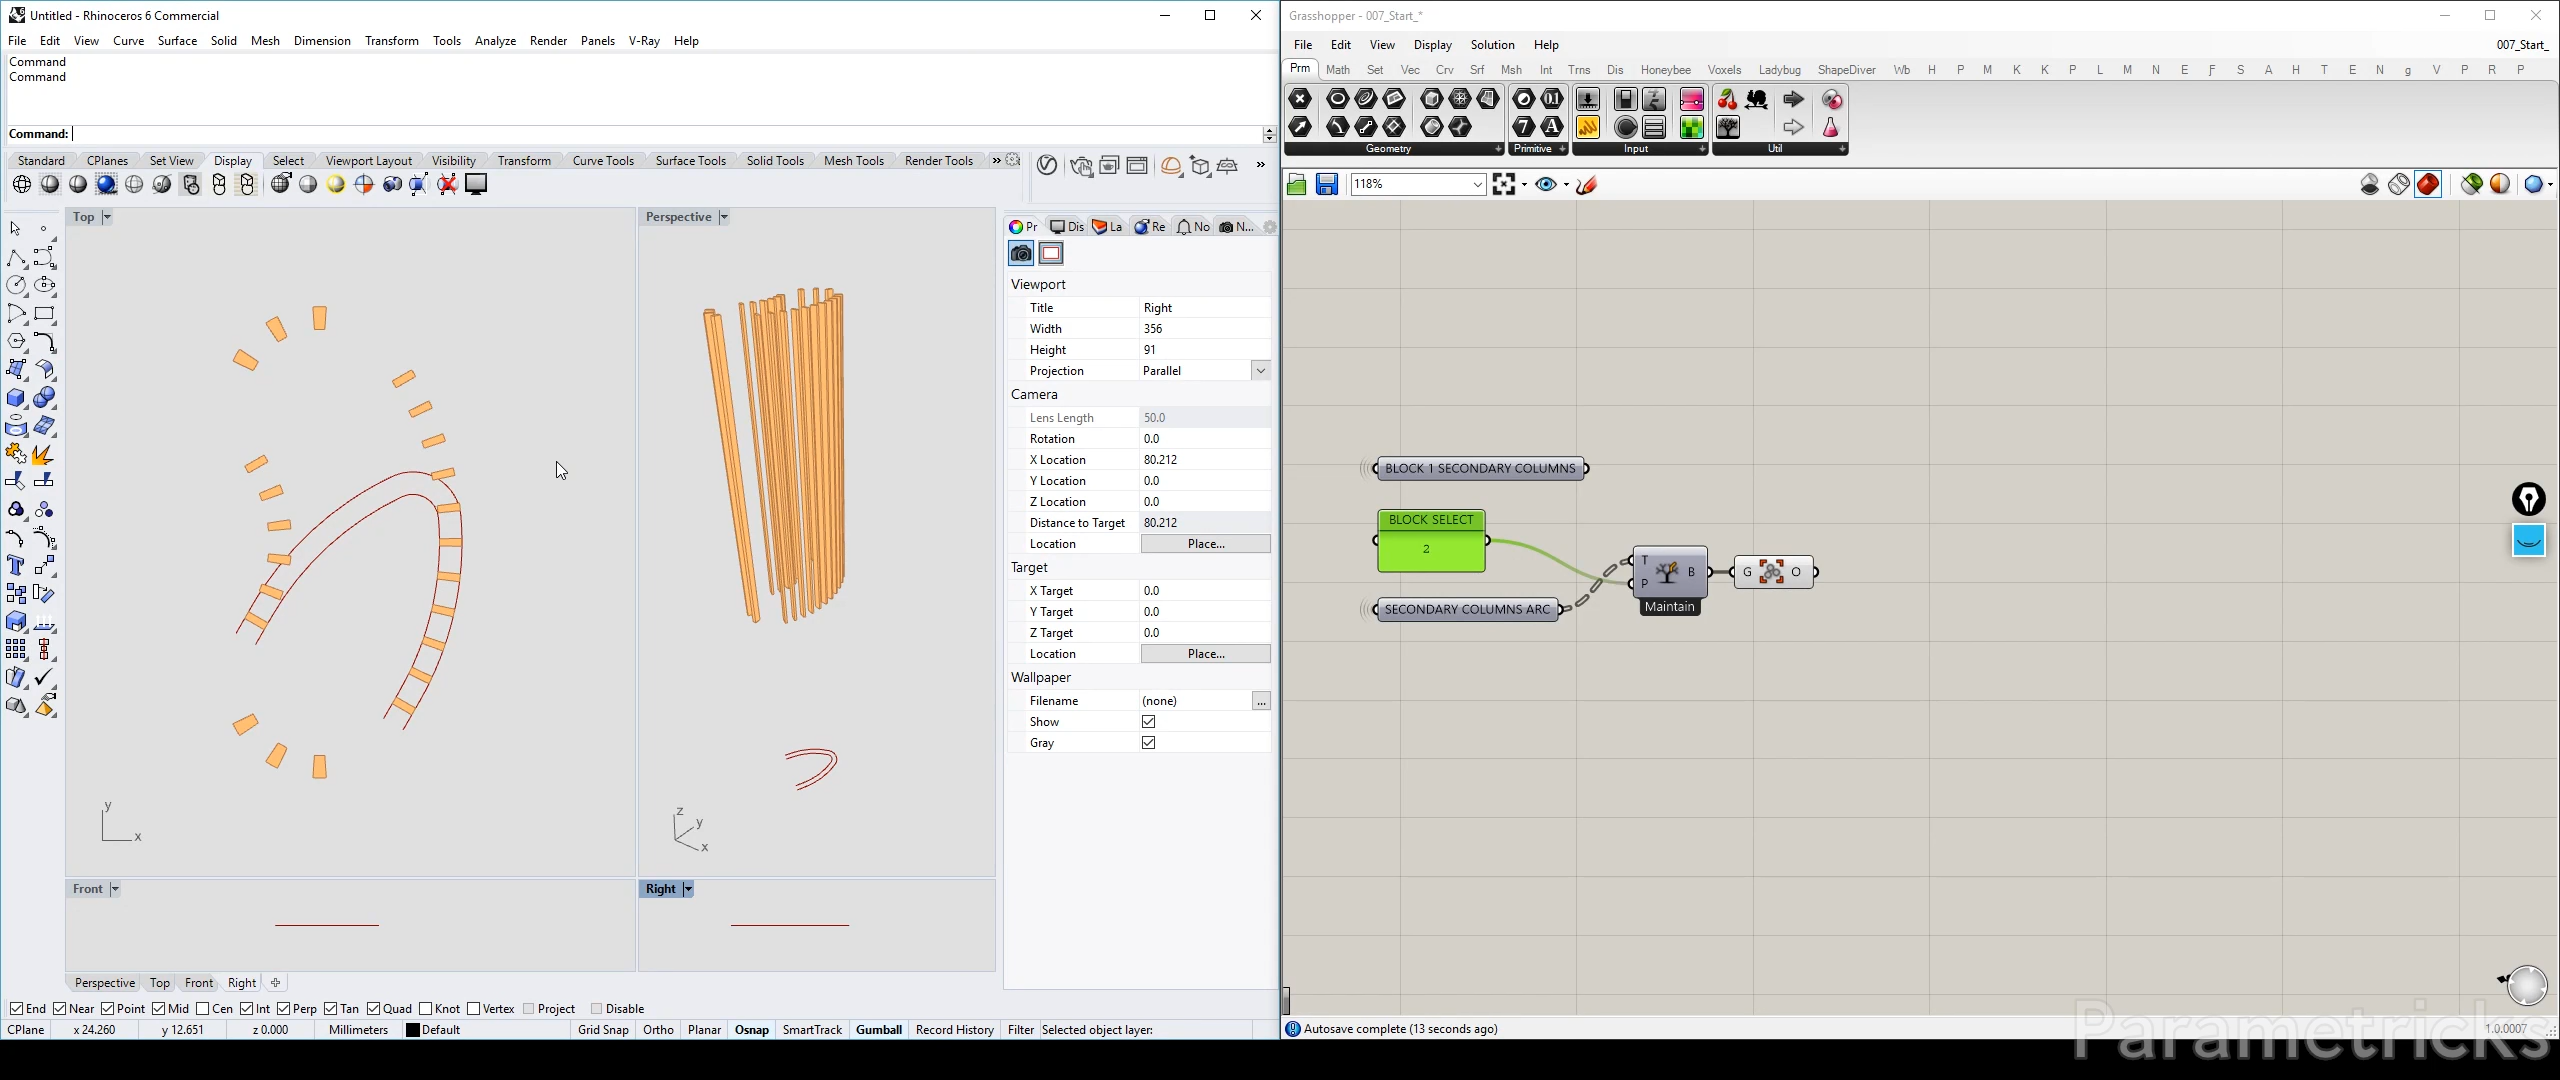 Untitled - Rhinoceros 6 Commercial
File Edit View Curve Surface Solid Mesh Dimension Transform Tools Analyze Render Panels V-Ray Help
Command
Command
Command:
Standard CPlanes Set View Display Select Viewport Layout Visibility Transform Curve Tools Surface Tools Solid Tools Mesh Tools Render Tools »
»
Top
Perspective
Pr Dis La Re No N...
Viewport
Title Right
Width 356
Height 91
Projection Parallel
Camera
Lens Length 50.0
Rotation 0.0
X Location 80.212
Y Location 0.0
Z Location 0.0
Distance to Target 80.212
Location Place...
Target
X Target 0.0
Y Target 0.0
Z Target 0.0
Location Place...
Wallpaper
Filename (none) ...
Show
Gray
y
x
z
y
x
Front
Right
Perspective Top Front Right
End Near Point Mid Cen Int Perp Tan Quad Knot Vertex Project Disable
CPlane x 24.260 y 12.651 z 0.000 Millimeters Default Grid Snap Ortho Planar Osnap SmartTrack Gumball Record History Filter Selected object layer:
Grasshopper - 007_Start_*
File Edit View Display Solution Help 007_Start_
Prm Math Set Vec Crv Srf Msh Int Trns Dis Honeybee Voxels Ladybug ShapeDiver Wb H P M K K P L M N E F S A H T E N g V P R P
Geometry Primitive Input Util
118%
BLOCK 1 SECONDARY COLUMNS
BLOCK SELECT
2
SECONDARY COLUMNS ARC
T
P
B
Maintain
G O
Autosave complete (13 seconds ago)
1.0.0007
Parametricks